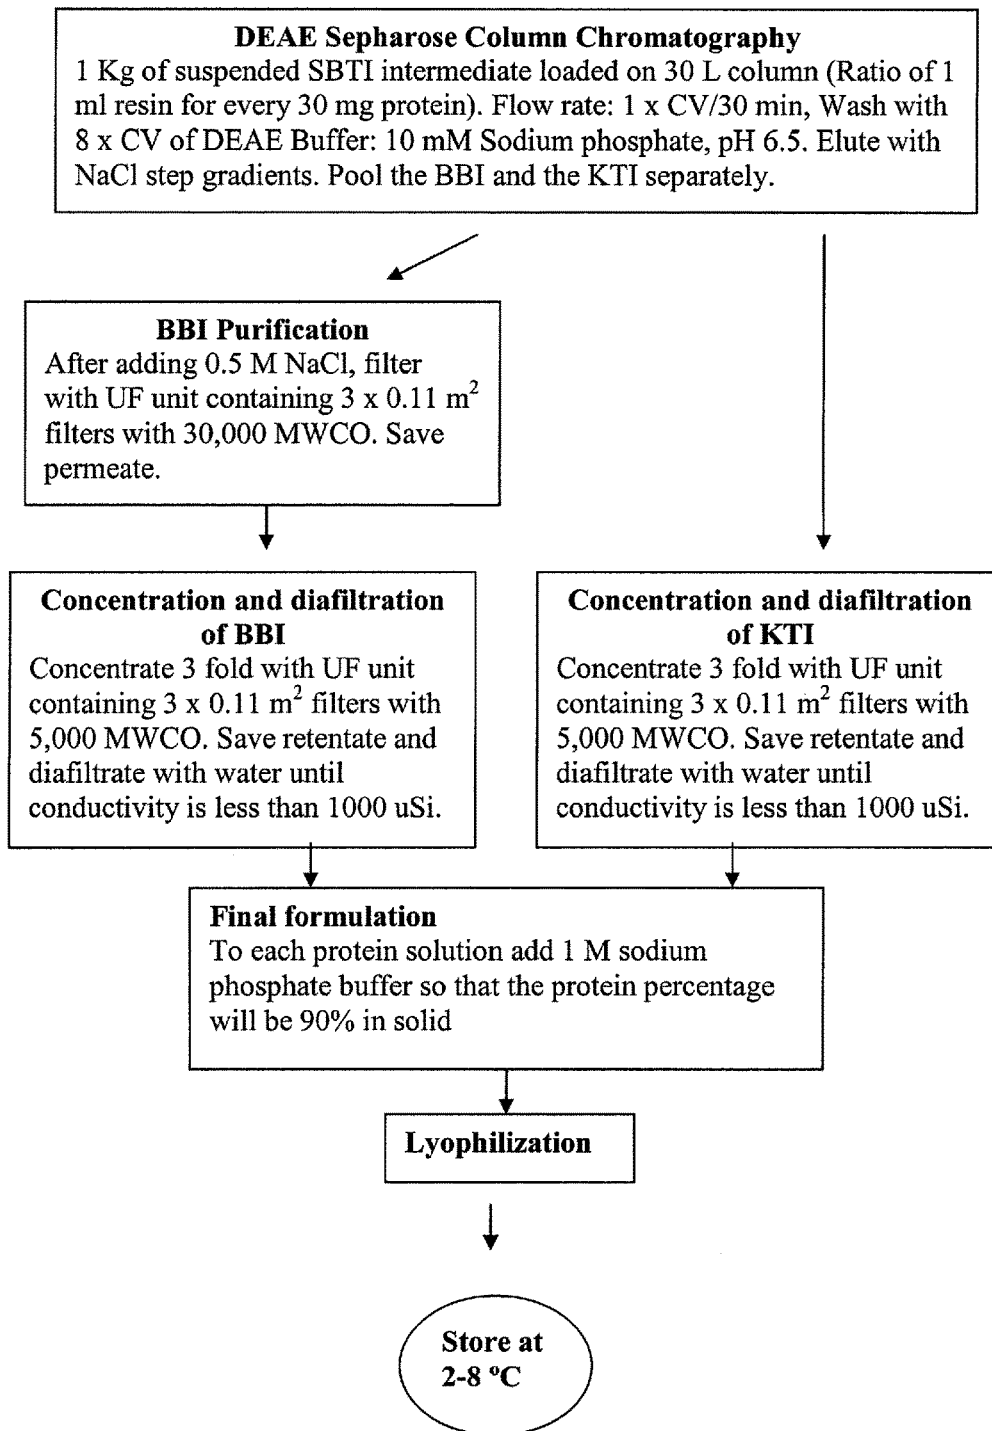 DEAE Sepharose Column Chromatography
1 Kg of suspended SBTI intermediate loaded on 30 L column (Ratio of 1
ml resin for every 30 mg protein). Flow rate: 1 x CV/30 min, Wash with
8 x CV of DEAE Buffer: 10 mM Sodium phosphate, pH 6.5. Elute with
NaCl step gradients. Pool the BBI and the KTI separately.
BBI Purification
After adding 0.5 M NaCl, filter
with UF unit containing 3 x 0.11 m²
filters with 30,000 MWCO. Save
permeate.
Concentration and diafiltration
of BBI
Concentrate 3 fold with UF unit
containing 3 x 0.11 m² filters with
5,000 MWCO. Save retentate and
diafiltrate with water until
conductivity is less than 1000 uSi.
Concentration and diafiltration
of KTI
Concentrate 3 fold with UF unit
containing 3 x 0.11 m² filters with
5,000 MWCO. Save retentate and
diafiltrate with water until
conductivity is less than 1000 uSi.
Final formulation
To each protein solution add 1 M sodium
phosphate buffer so that the protein percentage
will be 90% in solid
Lyophilization
Store at
2-8 ºC